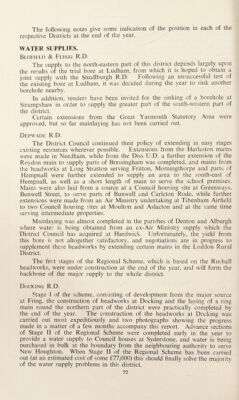 The following notes give some indication of the position in each of the
respective Districts at the end of the year.
WATER SUPPLIES.
BLOFIELD & FLEGG R.D.
The supply to the north-eastern part of this district depends largely upon
the results of the trial bore at Ludham, from which it is hoped to obtain a
joint supply with the Smallburgh R.D. Following an unsuccessful test of
the existing bore at Ludham, it was decided during the year to sink another
borehole nearby.
In addition, tenders have been invited for the sinking of a borehole at
Strumpshaw in order to supply the greater part of the south-western part of
the district.
Certain extensions from the Great Yarmouth Statutory Area were
approved, but so far mainlaying has not been carried out.
DEPWADE R.D.
The District Council continued their policy of extending in easy stages
existing resources wherever possible. Extensions from the Harleston mains
were made in Needham, while from the Diss U.D. a further extension of the
Roydon main to supply parts of Bressingham was completed, and mains from
the headworks at Long Stratton serving Fritton, Morningthorpe and parts of
Hempnall were further extended to supply an area to the south-east of
Hempnall, as well as a short length of main to serve the school premises.
Mains were also laid from a source at a Council housing site at Greenways,
Bunwell Street, to serve parts of Bunwell and Carleton Rode, while further
extensions were made from an Air Ministry undertaking at Tibenham Airfield
to two Council housing sites at Moulton and Aslacton and at the same time
serving intermediate properties.
Mainlaying was almost completed in the parishes of Denton and Alburgh
where water is being obtained from an ex-Air Ministry supply which the
District Council has acquired at Hardwick. Unfortunately, the yield from
this bore is not altogether satisfactory, and negotiations are in progress to
supplement these headworks by extending certain mains in the Loddon Rural
District.
The first stages of the Regional Scheme, which is based on the Rushall
headworks, were under construction at the end of the year, and will form the
backbone of the major supply to the whole district.
DOCKING R.D.
Stage I of the scheme, consisting of development from the major source
at Fring, the construction of headworks at Docking and the laying of a ring
main round the northern part of the district were practically completed by
the end of the year. The construction of the headworks at Docking was
carried out most expeditiously and two photographs showing the progress
made in a matter of a few months accompany this report. Advance sections
of Stage II of the Regional Scheme were completed early in the year to
provide a water supply to Council houses at Syderstone, and water is being
purchased in bulk at the boundary from the neighbouring authority to serve
New Houghton. When Stage II of the Regional Scheme has been carried
out (at an estimated cost of some £77,000) this should finally solve the majority
of the water supply problems in this district.
92